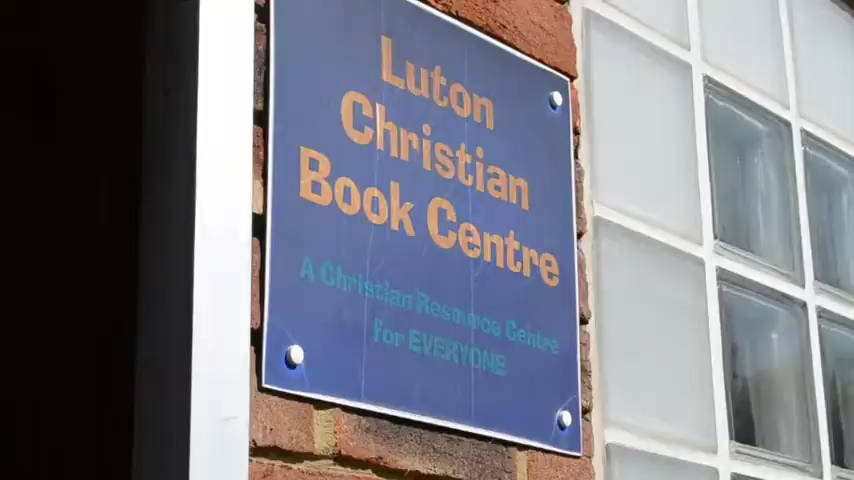 Luton
Christian
Book Centre
A Christian Resource Centre
for EVERYONE